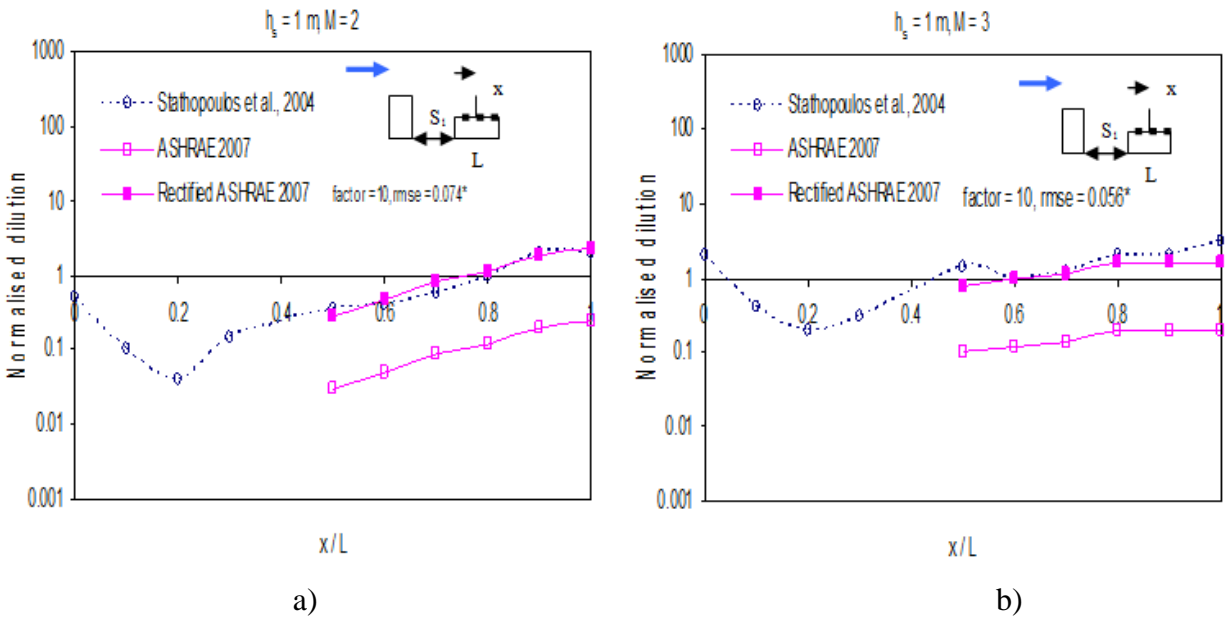 hₛ = 1 m, M = 2
1000
100
10
1
0.1
0.01
0.001
Normalised dilution
Stathopoulos et al., 2004
ASHRAE 2007
Rectified ASHRAE 2007
factor = 10, rmse = 0.074*
x
S₁
L
0
0.2
0.4
0.6
0.8
1
x / L
a)
hₛ = 1 m, M = 3
1000
100
10
1
0.1
0.01
0.001
Normalised dilution
Stathopoulos et al., 2004
ASHRAE 2007
Rectified ASHRAE 2007
factor = 10, rmse = 0.056*
x
S₁
L
0
0.2
0.4
0.6
0.8
1
x / L
b)